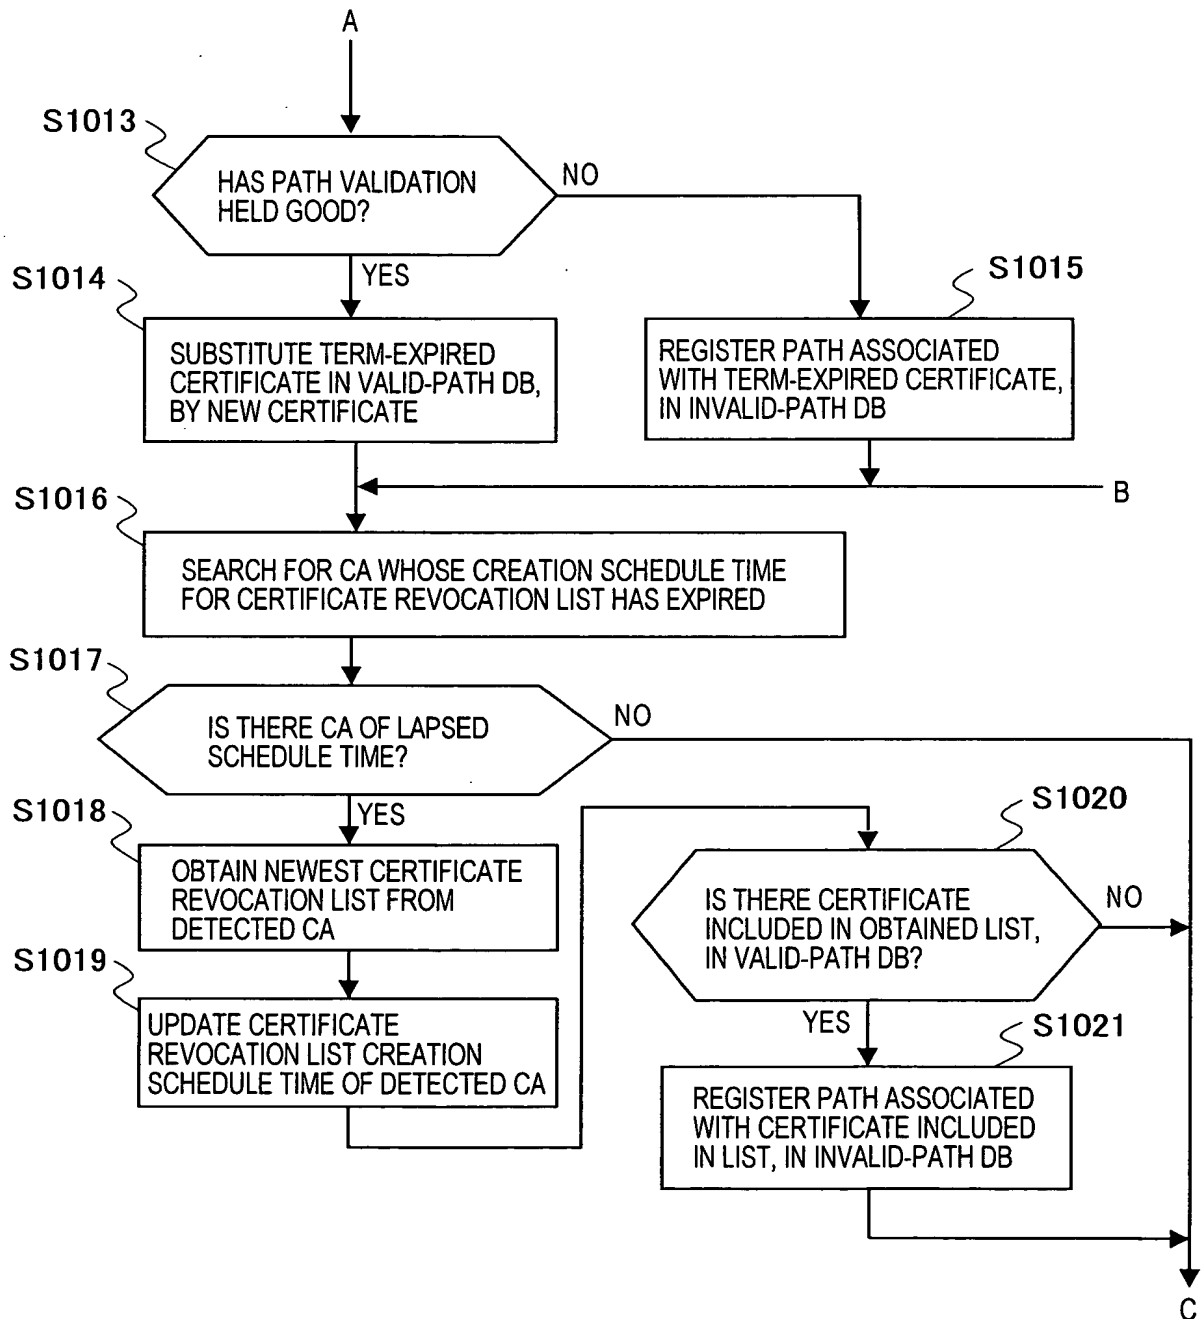 A
S1013
HAS PATH VALIDATION
HELD GOOD?
NO
YES
S1014
SUBSTITUTE TERM-EXPIRED
CERTIFICATE IN VALID-PATH DB,
BY NEW CERTIFICATE
S1015
REGISTER PATH ASSOCIATED
WITH TERM-EXPIRED CERTIFICATE,
IN INVALID-PATH DB
B
S1016
SEARCH FOR CA WHOSE CREATION SCHEDULE TIME
FOR CERTIFICATE REVOCATION LIST HAS EXPIRED
S1017
IS THERE CA OF LAPSED
SCHEDULE TIME?
NO
YES
S1018
OBTAIN NEWEST CERTIFICATE
REVOCATION LIST FROM
DETECTED CA
S1019
UPDATE CERTIFICATE
REVOCATION LIST CREATION
SCHEDULE TIME OF DETECTED CA
S1020
IS THERE CERTIFICATE
INCLUDED IN OBTAINED LIST,
IN VALID-PATH DB?
NO
YES
S1021
REGISTER PATH ASSOCIATED
WITH CERTIFICATE INCLUDED
IN LIST, IN INVALID-PATH DB
C